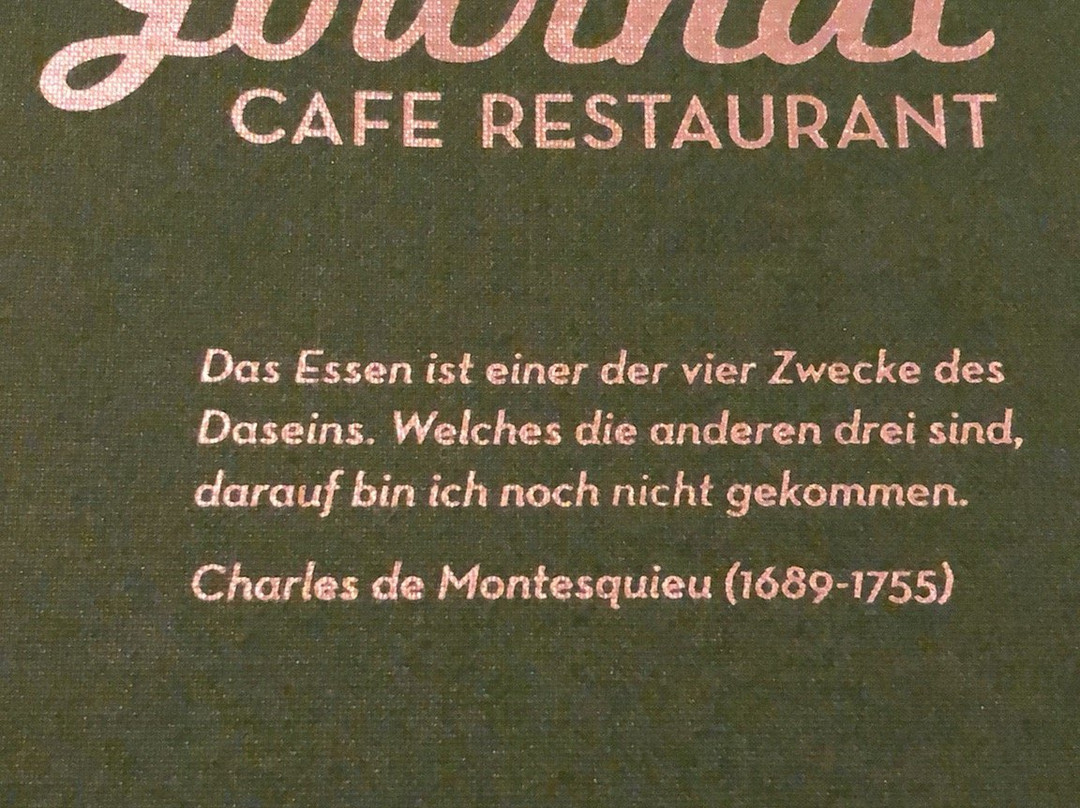 Journal
CAFE RESTAURANT
Das Essen ist einer der vier Zwecke des
Daseins. Welches die anderen drei sind,
darauf bin ich noch nicht gekommen.
Charles de Montesquieu (1689-1755)